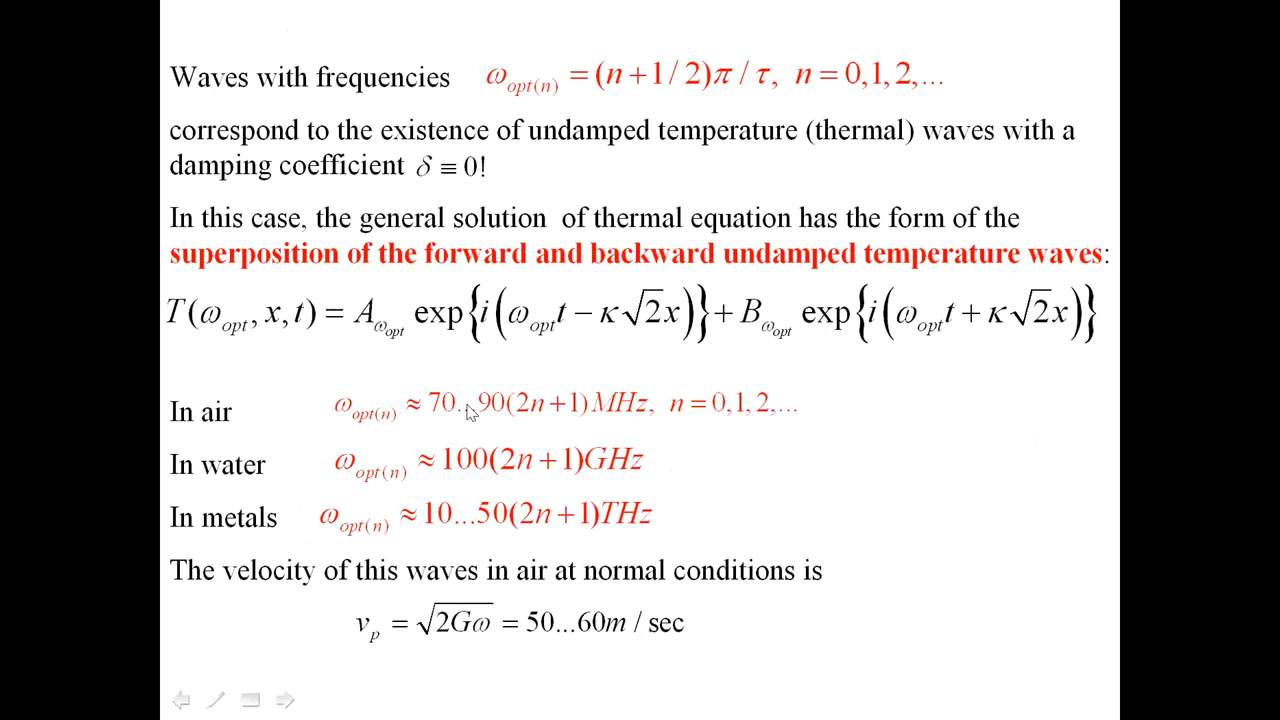 Waves with frequencies ω_opt(n) = (n + 1 / 2)π / τ, n = 0,1, 2,...
correspond to the existence of undamped temperature (thermal) waves with a
damping coefficient δ ≡ 0!
In this case, the general solution of thermal equation has the form of the
superposition of the forward and backward undamped temperature waves:
T(ω_opt, x, t) = A_ω_opt exp{i(ω_opt t − κ√2x)} + B_ω_opt exp{i(ω_opt t + κ√2x)}
In air ω_opt(n) ≈ 70...90(2n + 1) MHz, n = 0,1, 2,...
In water ω_opt(n) ≈ 100(2n + 1)GHz
In metals ω_opt(n) ≈ 10...50(2n + 1)THz
The velocity of this waves in air at normal conditions is
v_p = √2Gω = 50...60m / sec